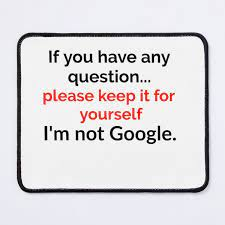 If you have any
question...
please keep it for
yourself
I'm not Google.